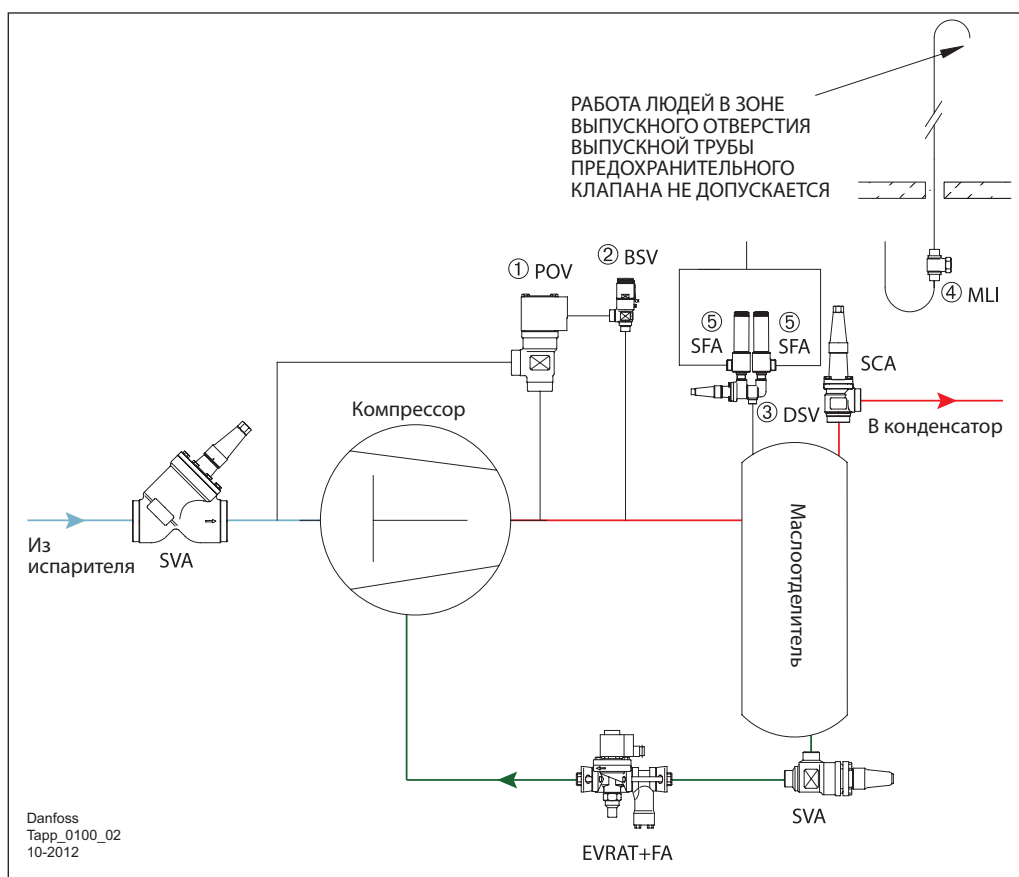 РАБОТА ЛЮДЕЙ В ЗОНЕ
ВЫПУСКНОГО ОТВЕРСТИЯ
ВЫПУСКНОЙ ТРУБЫ
ПРЕДОХРАНИТЕЛЬНОГО
КЛАПАНА НЕ ДОПУСКАЕТСЯ
① POV
② BSV
④ MLI
⑤
SFA
⑤
SFA
SCA
③ DSV
В конденсатор
Компрессор
Из
испарителя
SVA
Маслоотделитель
SVA
EVRAT+FA
Danfoss
Tapp_0100_02
10-2012